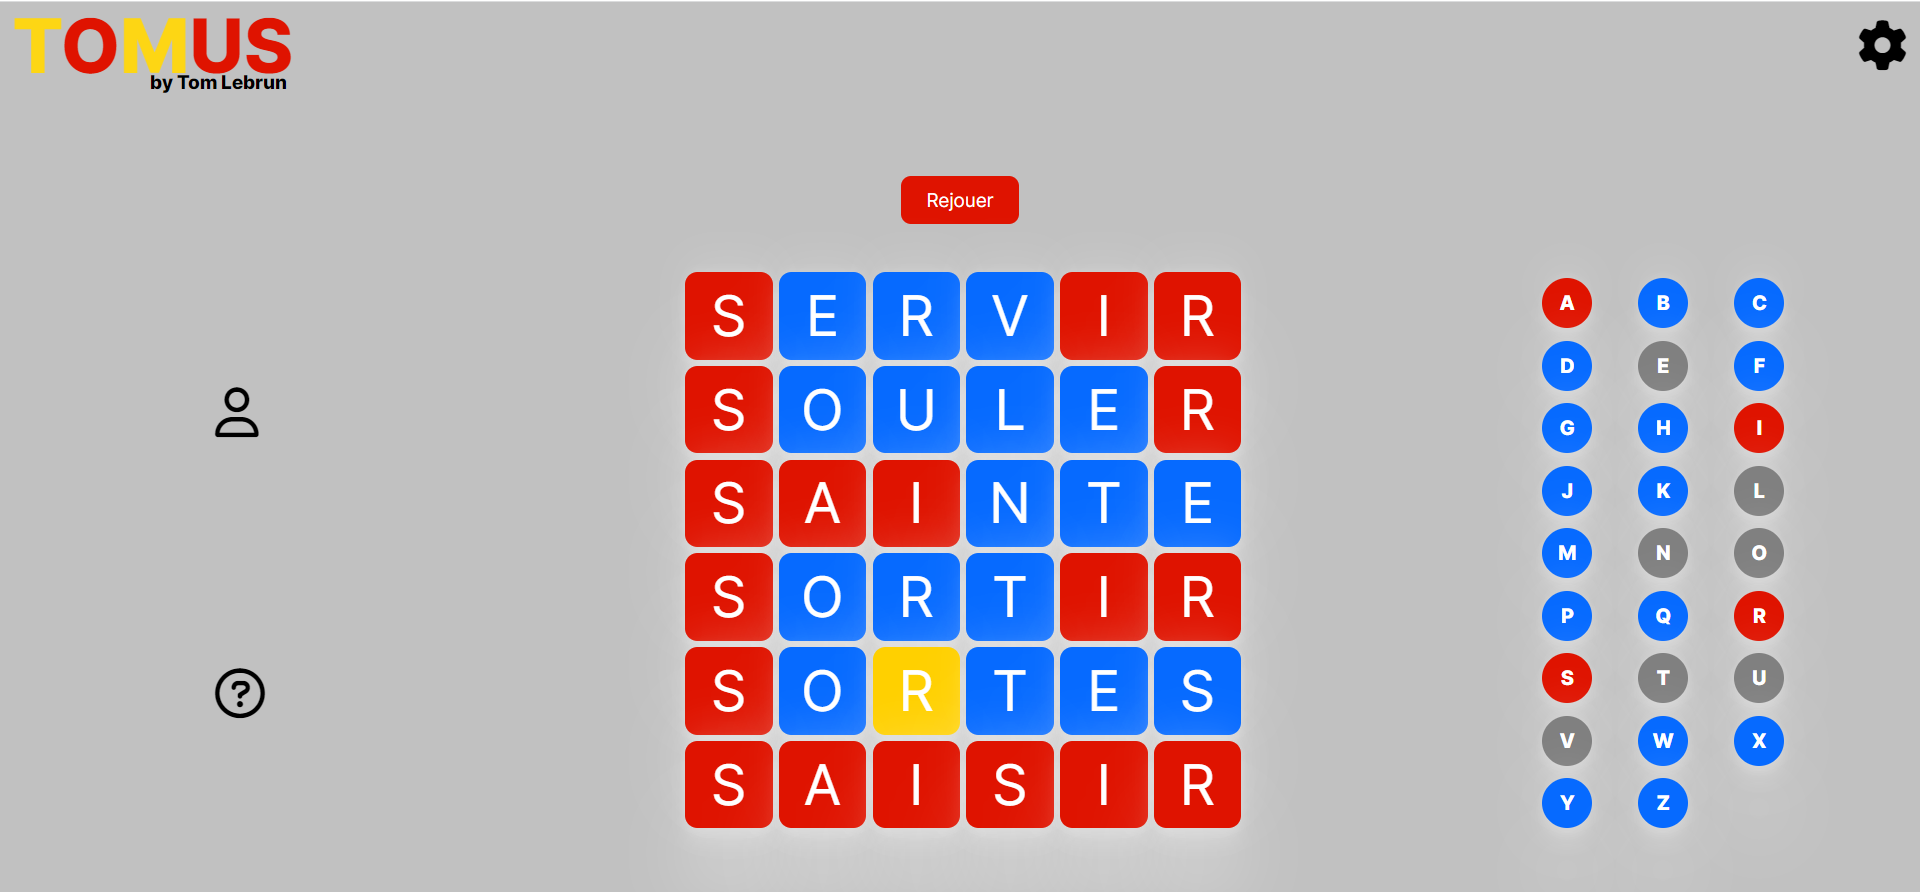 TOMUS
by Tom Lebrun
Rejouer
S E R V I R
S O U L E R
S A I N T E
S O R T I R
S O R T E S
S A I S I R
A B C
D E F
G H I
J K L
M N O
P Q R
S T U
V W X
Y Z
?